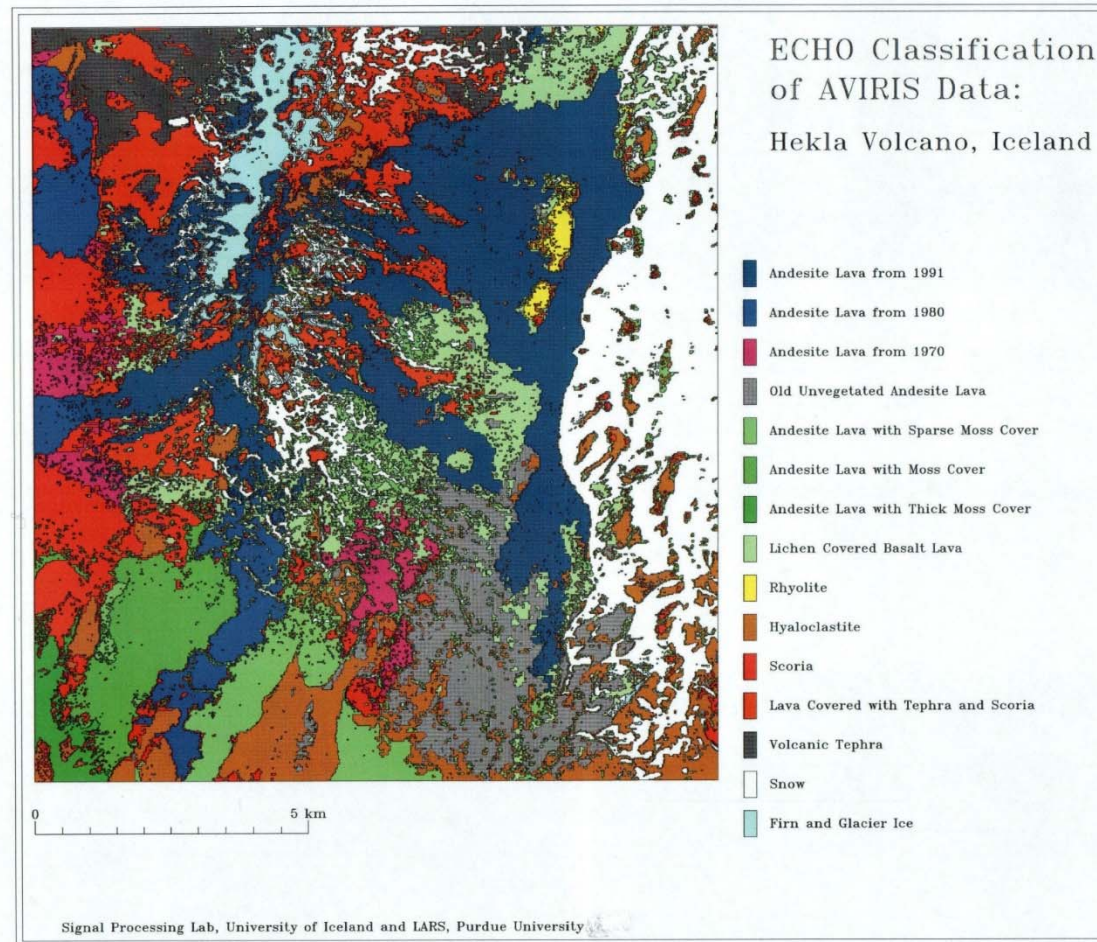 ECHO Classification
of AVIRIS Data:
Hekla Volcano, Iceland
Andesite Lava from 1991
Andesite Lava from 1980
Andesite Lava from 1970
Old Unvegetated Andesite Lava
Andesite Lava with Sparse Moss Cover
Andesite Lava with Moss Cover
Andesite Lava with Thick Moss Cover
Lichen Covered Basalt Lava
Rhyolite
Hyaloclastite
Scoria
Lava Covered with Tephra and Scoria
Volcanic Tephra
Snow
Firn and Glacier Ice
0 5 km
Signal Processing Lab, University of Iceland and LARS, Purdue University